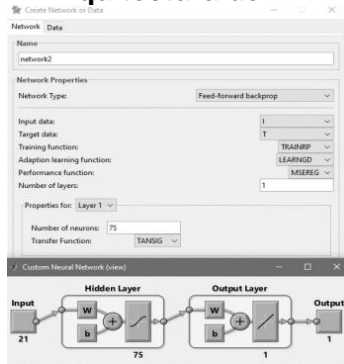 Create Network or Data
Network Data
Name
network2
Network Properties
Network Type: Feed-forward backprop
Input data: I
Target data: T
Training function: TRAINRP
Adaption learning function: LEARNGD
Performance function: MSEREG
Number of layers: 1
Properties for: Layer 1
Number of neurons: 75
Transfer Function: TANSIG
Custom Neural Network (view)
Hidden Layer Output Layer
Input Output
W W
b b
21 1
75 1